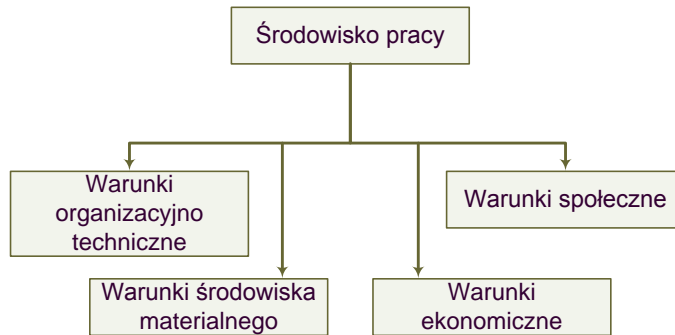 Środowisko pracy
Warunki
organizacyjno
techniczne
Warunki społeczne
Warunki środowiska
materialnego
Warunki
ekonomiczne